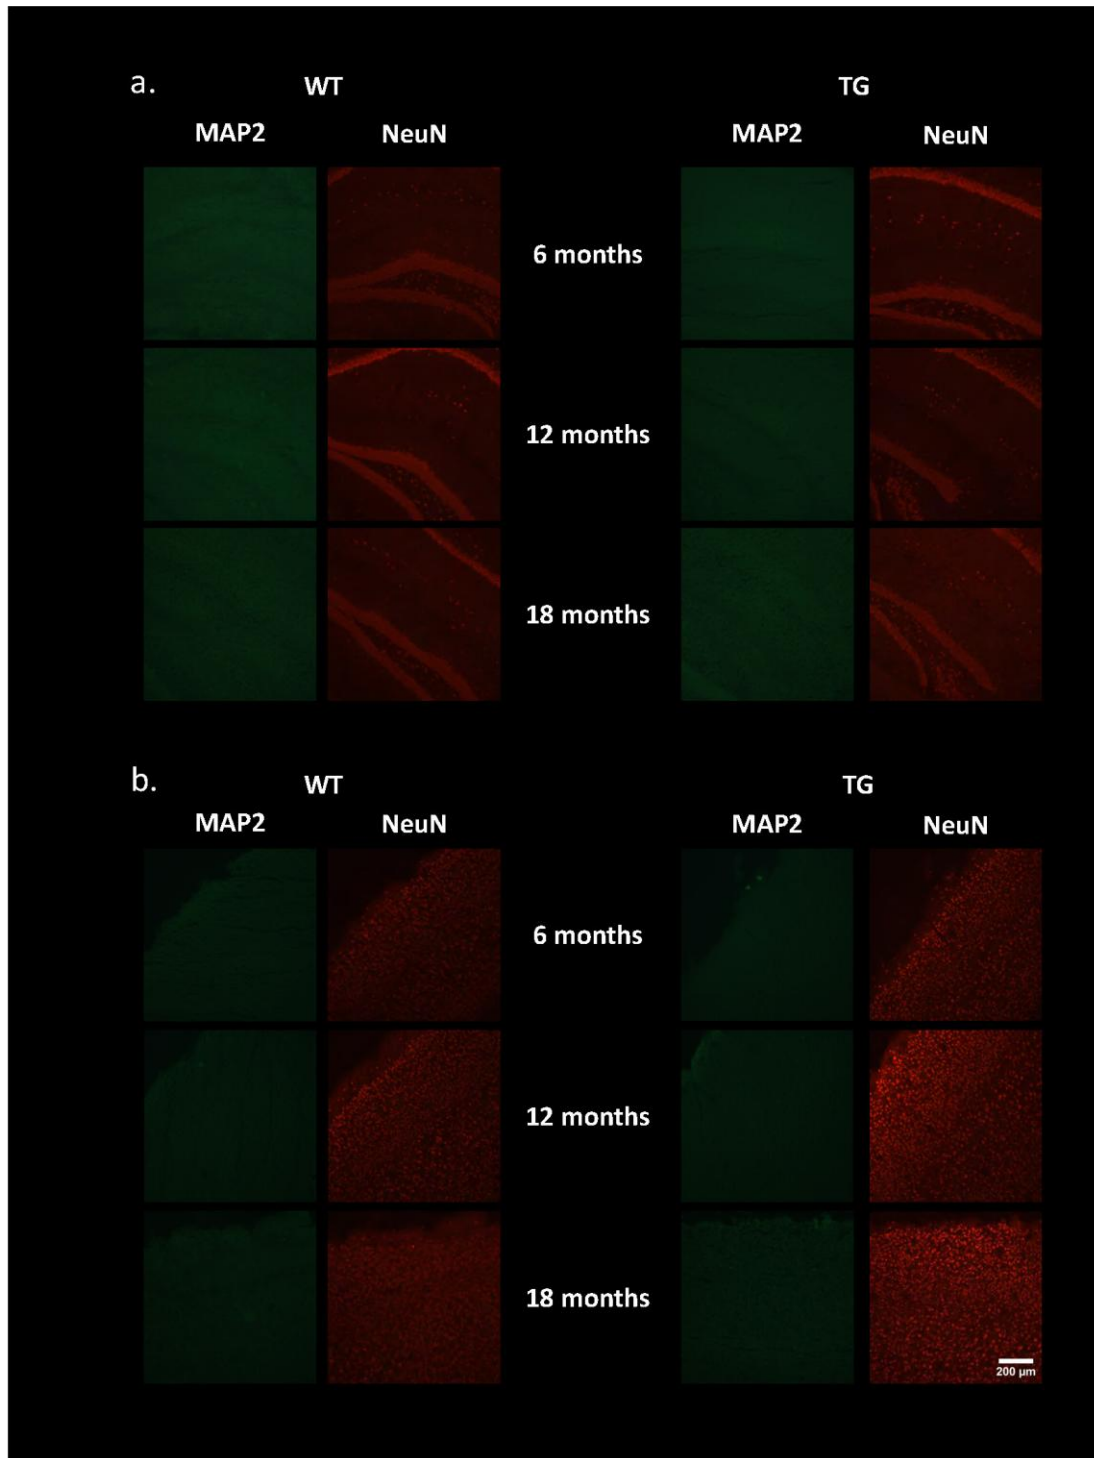 a.
WT
TG
MAP2
NeuN
MAP2
NeuN
6 months
12 months
18 months
b.
WT
TG
MAP2
NeuN
MAP2
NeuN
6 months
12 months
18 months
200 µm